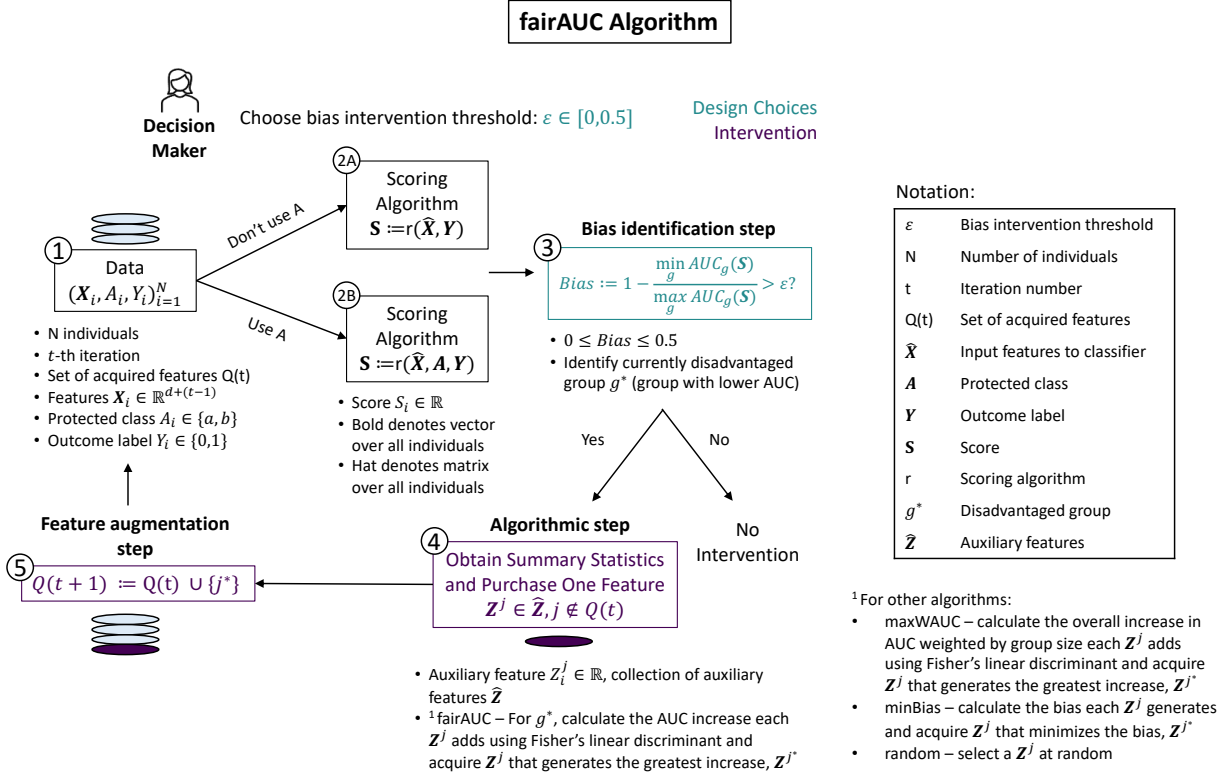 fairAUC Algorithm
Decision
Maker
Choose bias intervention threshold: ε ∈ [0,0.5]
Design Choices
Intervention
1
Data
(𝑿ᵢ, Aᵢ, Yᵢ)ᵢ₌₁ᴺ
• N individuals
• t-th iteration
• Set of acquired features Q(t)
• Features 𝑿ᵢ ∈ ℝ^{d+(t−1)}
• Protected class Aᵢ ∈ {a, b}
• Outcome label Yᵢ ∈ {0,1}
Don't use A
Use A
2A
Scoring
Algorithm
𝐒 ≔r(𝑿̂, 𝒀)
2B
Scoring
Algorithm
𝐒 ≔r(𝑿̂, 𝑨, 𝒀)
• Score Sᵢ ∈ ℝ
• Bold denotes vector
over all individuals
• Hat denotes matrix
over all individuals
Bias identification step
3
Bias ≔ 1 − min_g AUC_g(𝑺) / max_g AUC_g(𝑺) > ε?
• 0 ≤ Bias ≤ 0.5
• Identify currently disadvantaged
group g* (group with lower AUC)
Yes
No
No
Intervention
Algorithmic step
4
Obtain Summary Statistics
and Purchase One Feature
𝒁ʲ ∈ 𝒁̂, j ∉ Q(t)
• Auxiliary feature Zᵢʲ ∈ ℝ, collection of auxiliary
features 𝒁̂
• ¹ fairAUC – For g*, calculate the AUC increase each
𝒁ʲ adds using Fisher's linear discriminant and
acquire 𝒁ʲ that generates the greatest increase, 𝒁^{j*}
Feature augmentation
step
5
Q(t + 1) ≔ Q(t) ∪ {j*}
Notation:
ε Bias intervention threshold
N Number of individuals
t Iteration number
Q(t) Set of acquired features
𝑿̂ Input features to classifier
𝑨 Protected class
𝒀 Outcome label
𝐒 Score
r Scoring algorithm
g* Disadvantaged group
𝒁̂ Auxiliary features
¹ For other algorithms:
• maxWAUC – calculate the overall increase in
AUC weighted by group size each 𝒁ʲ adds
using Fisher's linear discriminant and acquire
𝒁ʲ that generates the greatest increase, 𝒁^{j*}
• minBias – calculate the bias each 𝒁ʲ generates
and acquire 𝒁ʲ that minimizes the bias, 𝒁^{j*}
• random – select a 𝒁ʲ at random